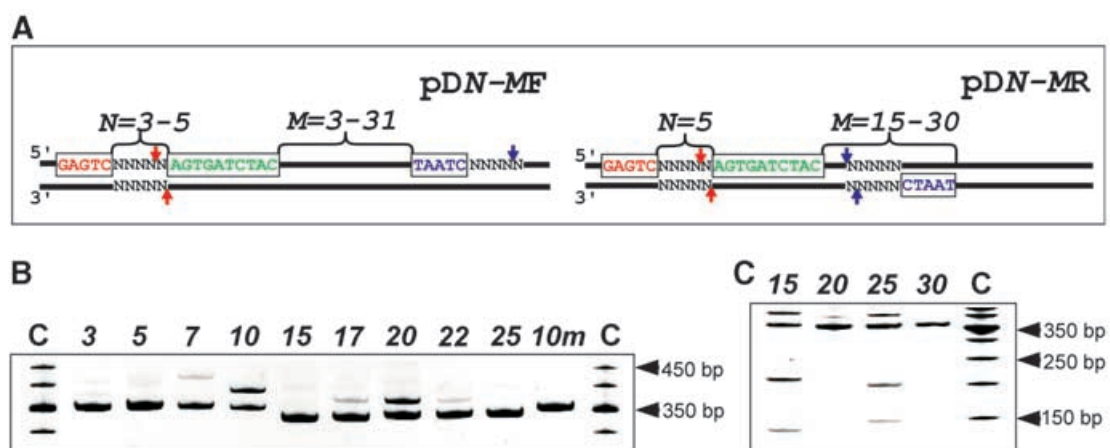 A
pDN-MF
pDN-MR
N=3-5
M=3-31
N=5
M=15-30
5' GAGTC NNNNN AGTGATCTAC TAATC NNNNN
NNNNN
3'
5' GAGTC NNNNN AGTGATCTAC NNNNN
NNNNN NNNNN CTAAT
3'
B
C 3 5 7 10 15 17 20 22 25 10m C
450 bp
350 bp
C
15 20 25 30 C
350 bp
250 bp
150 bp